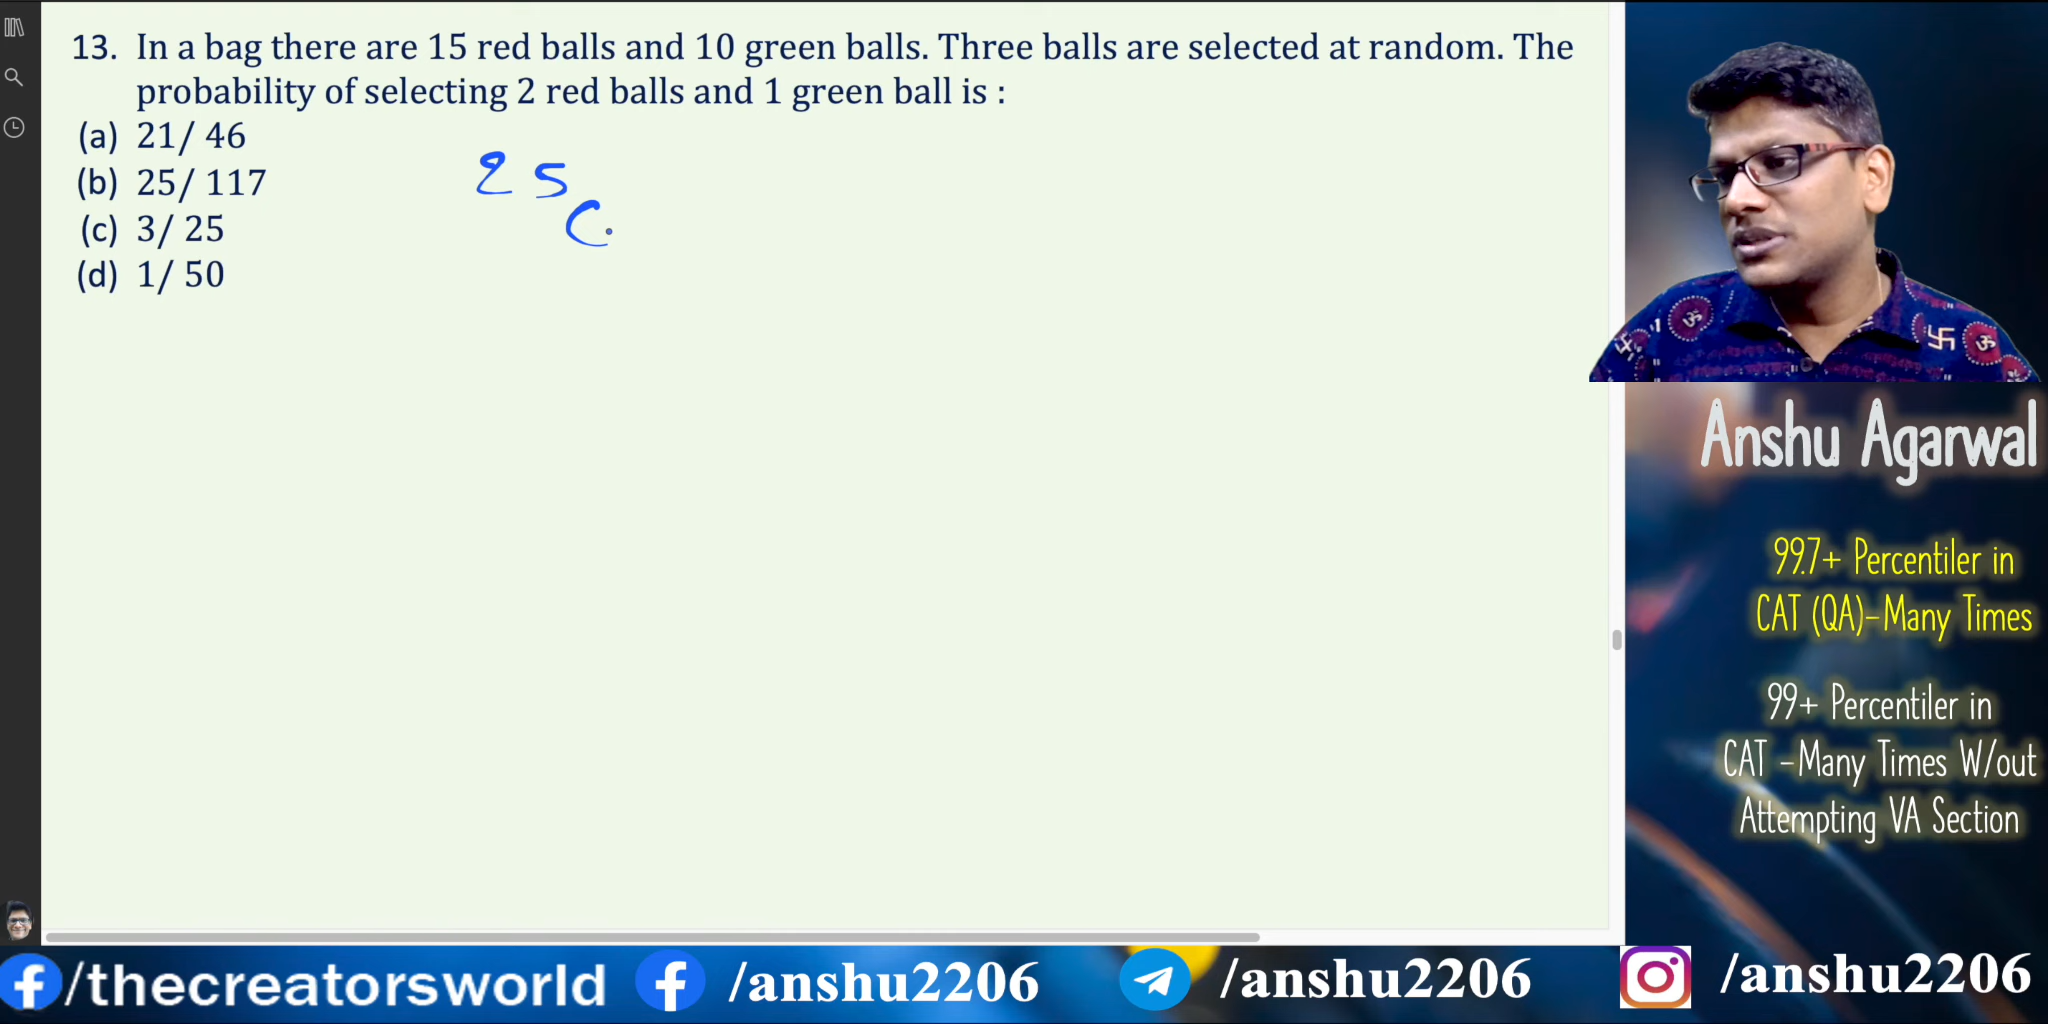 13. In a bag there are 15 red balls and 10 green balls. Three balls are selected at random. The
probability of selecting 2 red balls and 1 green ball is :
(a) 21/ 46
(b) 25/ 117
(c) 3/ 25
(d) 1/ 50
25
C
Anshu Agarwal
99.7+ Percentiler in
CAT (QA)-Many Times
99+ Percentiler in
CAT -Many Times W/out
Attempting VA Section
/thecreatorsworld /anshu2206 /anshu2206 /anshu2206